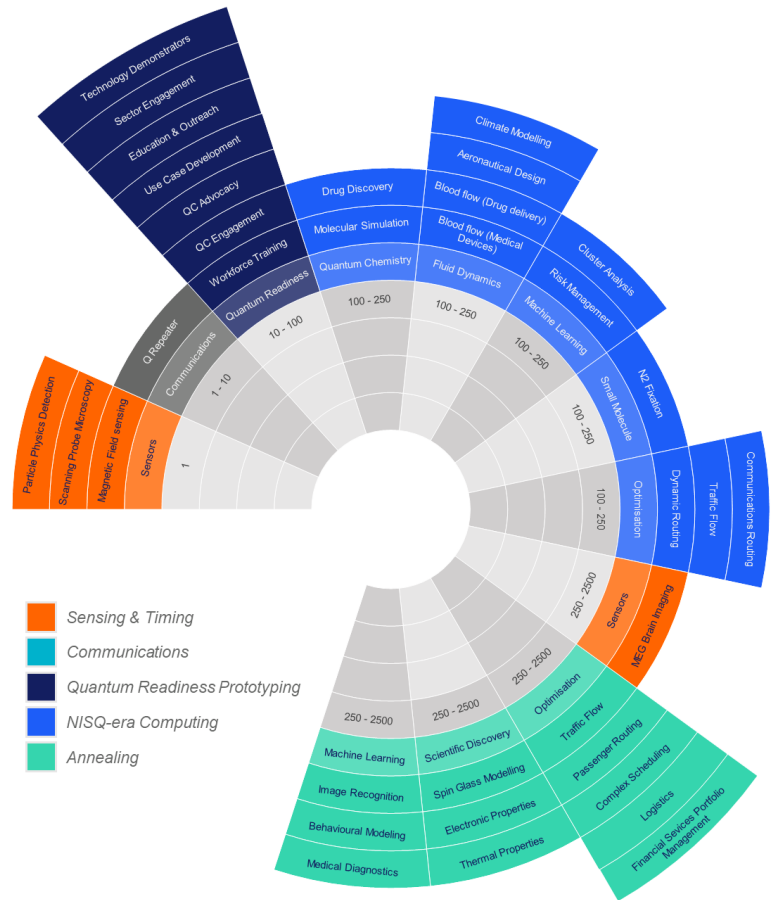 Technology Demonstrators
Sector Engagement
Education & Outreach
Use Case Development
QC Advocacy
QC Engagement
Workforce Training
Quantum Readiness
10 - 100
Drug Discovery
Molecular Simulation
Quantum Chemistry
100 - 250
Climate Modelling
Aeronautical Design
Blood flow (Drug delivery)
Blood flow (Medical
Devices)
Fluid Dynamics
100 - 250
Cluster Analysis
Risk Management
Machine Learning
100 - 250
N2 Fixation
Small Molecule
100 - 250
Communications Routing
Traffic Flow
Dynamic Routing
Optimisation
100 - 250
Q Repeater
Communications
1 - 10
Particle Physics Detection
Scanning Probe Microscopy
Magnetic Field sensing
Sensors
1
250 - 2500
Sensors
MEG Brain Imaging
250 - 2500
Optimisation
Traffic Flow
Passenger Routing
Complex Scheduling
Logistics
Financial Sevices Portfolio
Management
250 - 2500
Scientific Discovery
Spin Glass Modelling
Electronic Properties
Thermal Properties
250 - 2500
Machine Learning
Image Recognition
Behavioural Modeling
Medical Diagnostics
Sensing & Timing
Communications
Quantum Readiness Prototyping
NISQ-era Computing
Annealing